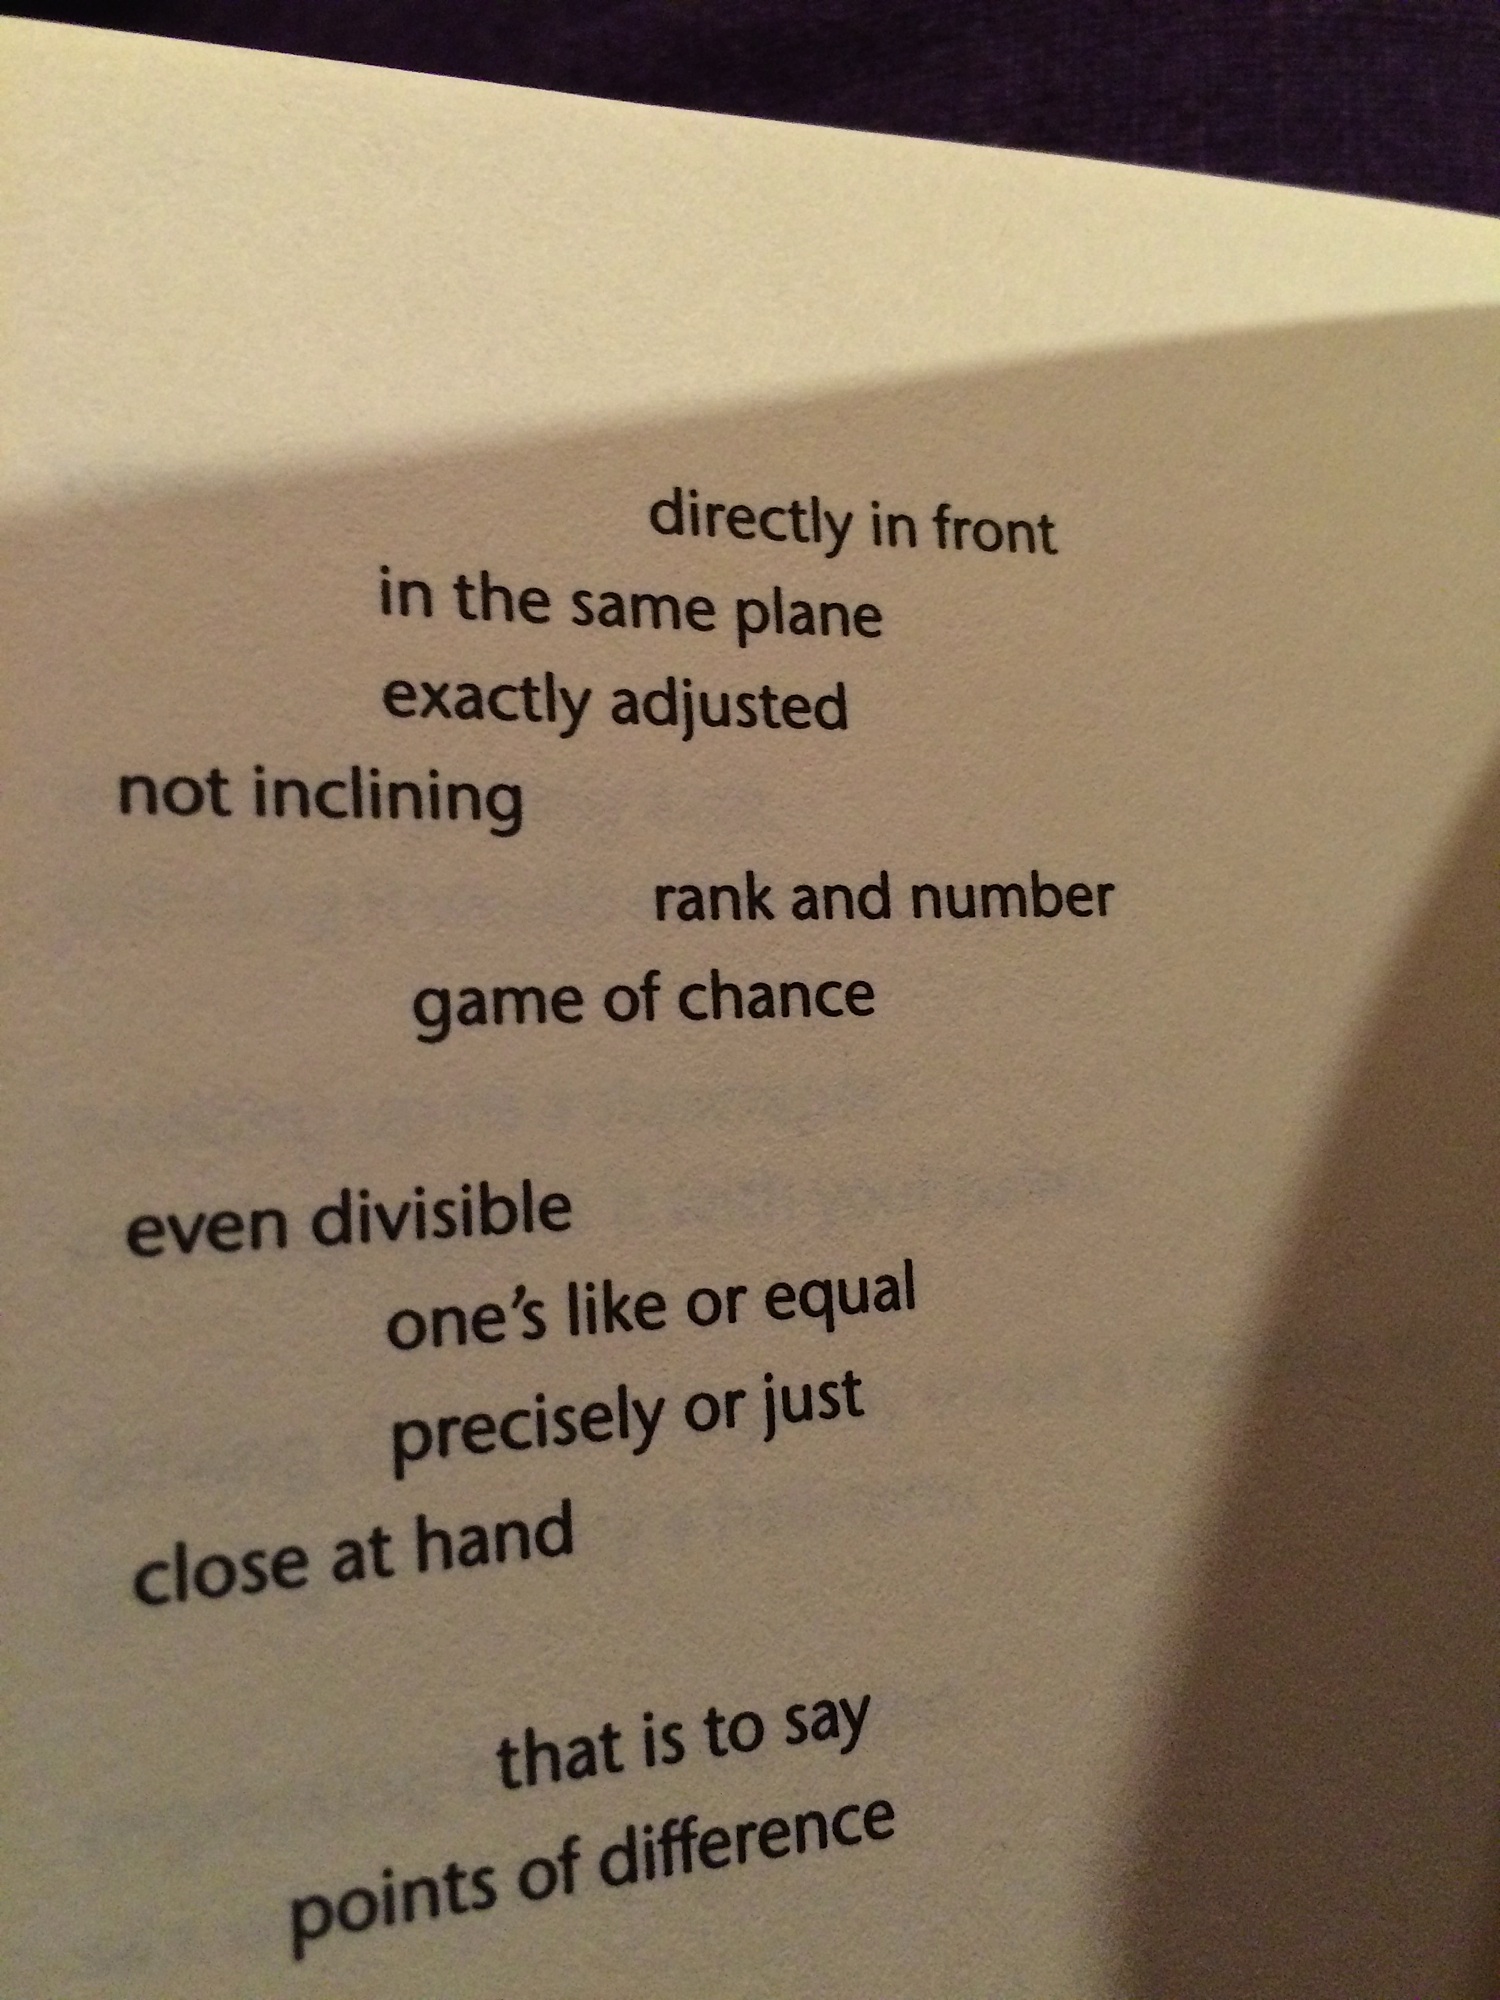 directly in front
in the same plane
exactly adjusted
not inclining
rank and number
game of chance
even divisible
one’s like or equal
precisely or just
close at hand
that is to say
points of difference